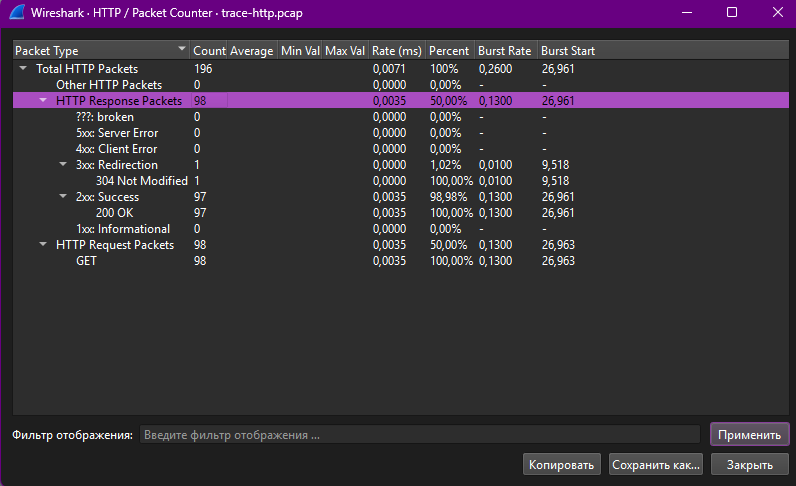 Wireshark · HTTP / Packet Counter · trace-http.pcap
Packet Type Count Average Min Val Max Val Rate (ms) Percent Burst Rate Burst Start
Total HTTP Packets 196 0,0071 100% 0,2600 26,961
Other HTTP Packets 0 0,0000 0,00% - -
HTTP Response Packets 98 0,0035 50,00% 0,1300 26,961
???: broken 0 0,0000 0,00% - -
5xx: Server Error 0 0,0000 0,00% - -
4xx: Client Error 0 0,0000 0,00% - -
3xx: Redirection 1 0,0000 1,02% 0,0100 9,518
304 Not Modified 1 0,0000 100,00% 0,0100 9,518
2xx: Success 97 0,0035 98,98% 0,1300 26,961
200 OK 97 0,0035 100,00% 0,1300 26,961
1xx: Informational 0 0,0000 0,00% - -
HTTP Request Packets 98 0,0035 50,00% 0,1300 26,963
GET 98 0,0035 100,00% 0,1300 26,963
Фильтр отображения: Введите фильтр отображения ... Применить
Копировать Сохранить как... Закрыть